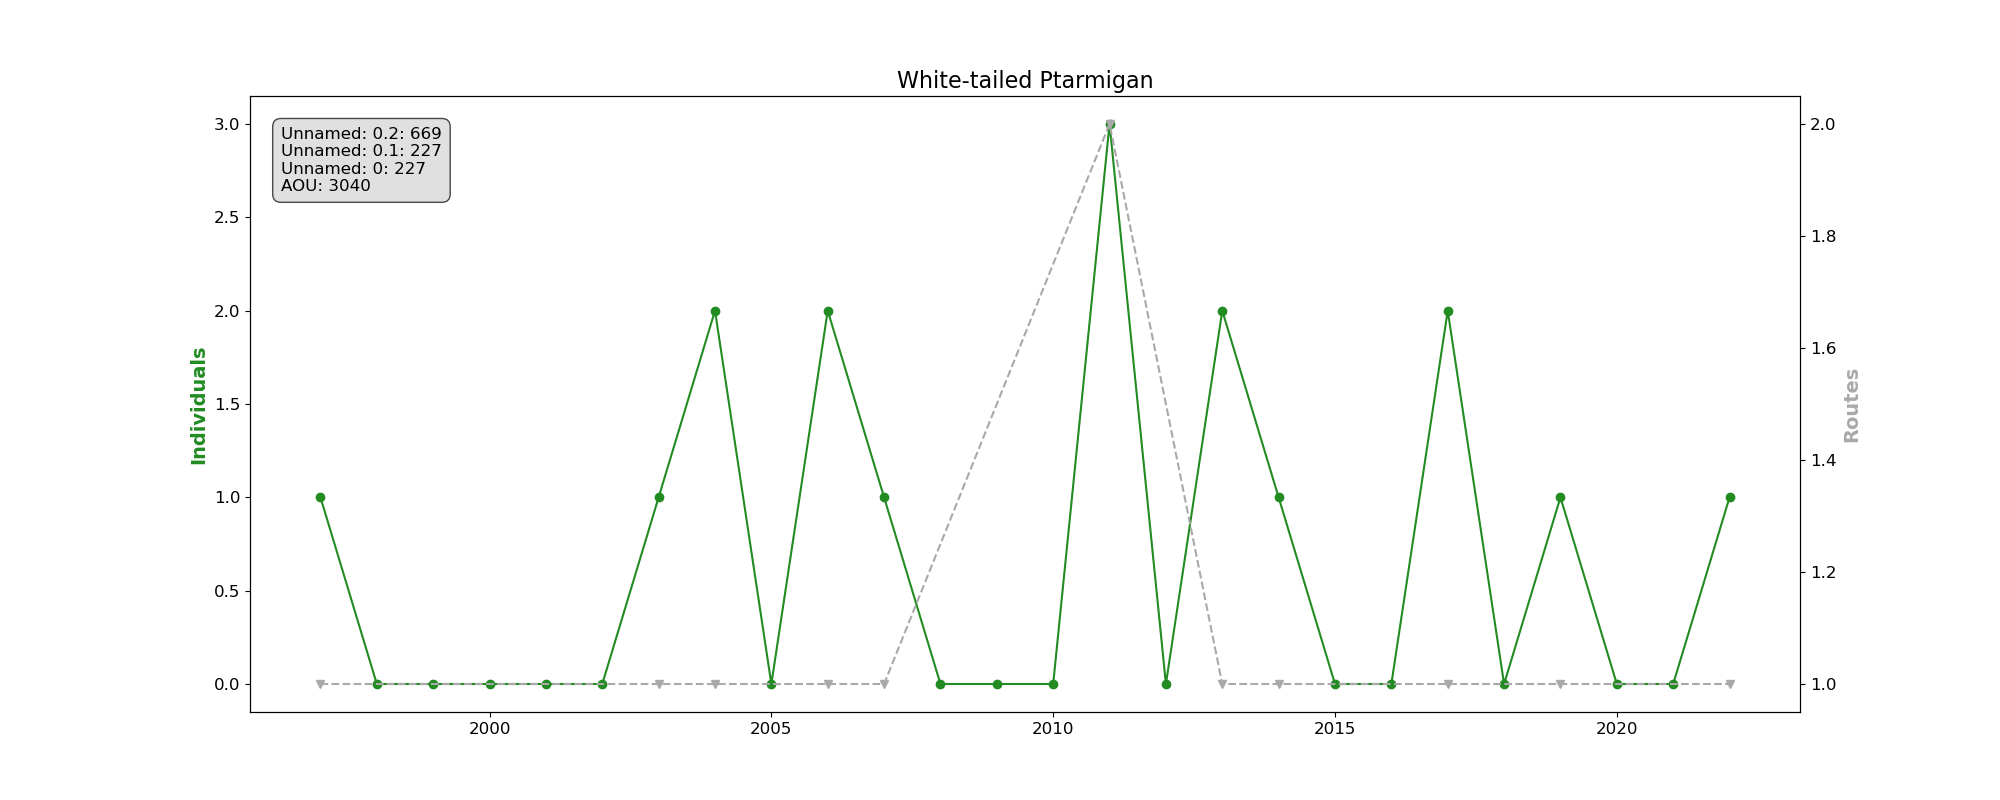 White-tailed Ptarmigan
Unnamed: 0.2: 669
Unnamed: 0.1: 227
Unnamed: 0: 227
AOU: 3040
Individuals
3.0
2.5
2.0
1.5
1.0
0.5
0.0
2000
2005
2010
2015
2020
2.0
1.8
1.6
1.4
1.2
1.0
Routes